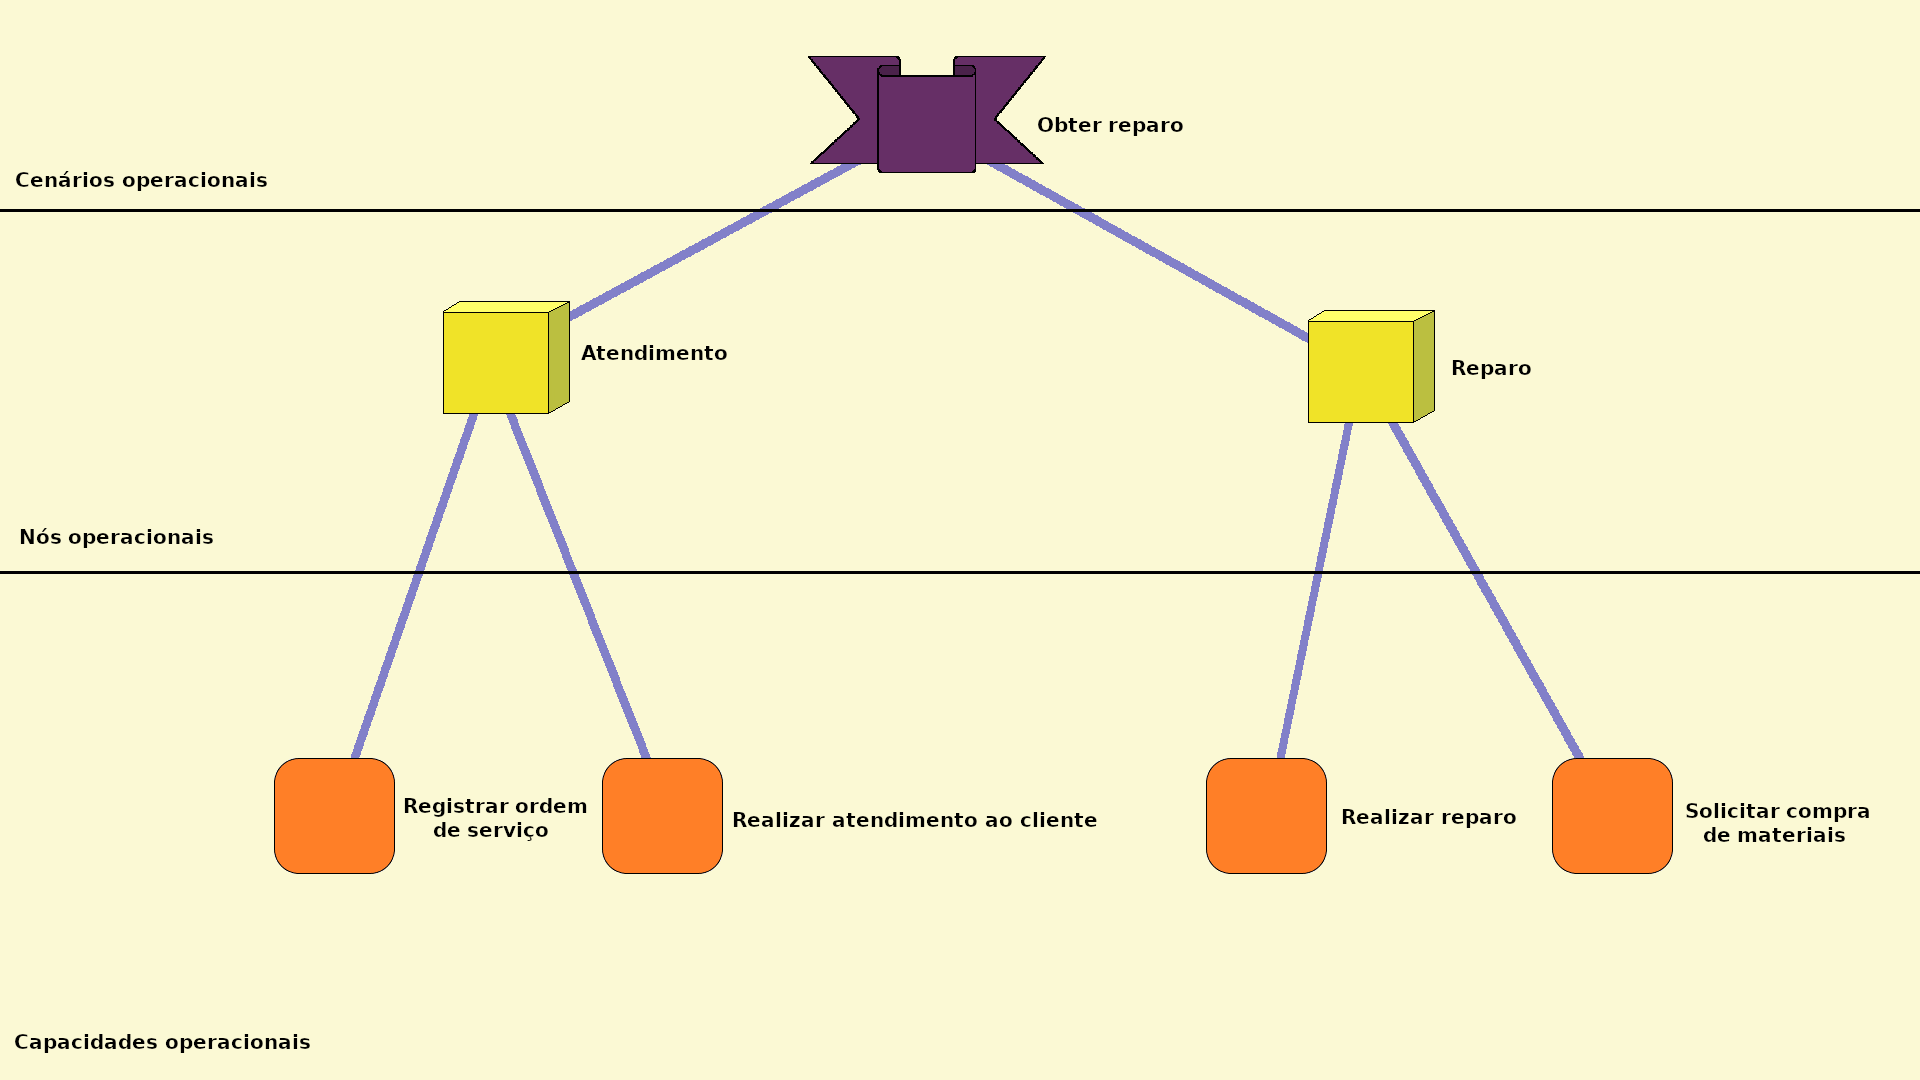 Obter reparo
Cenários operacionais
Atendimento
Reparo
Nós operacionais
Registrar ordem
de serviço
Realizar atendimento ao cliente
Realizar reparo
Solicitar compra
de materiais
Capacidades operacionais